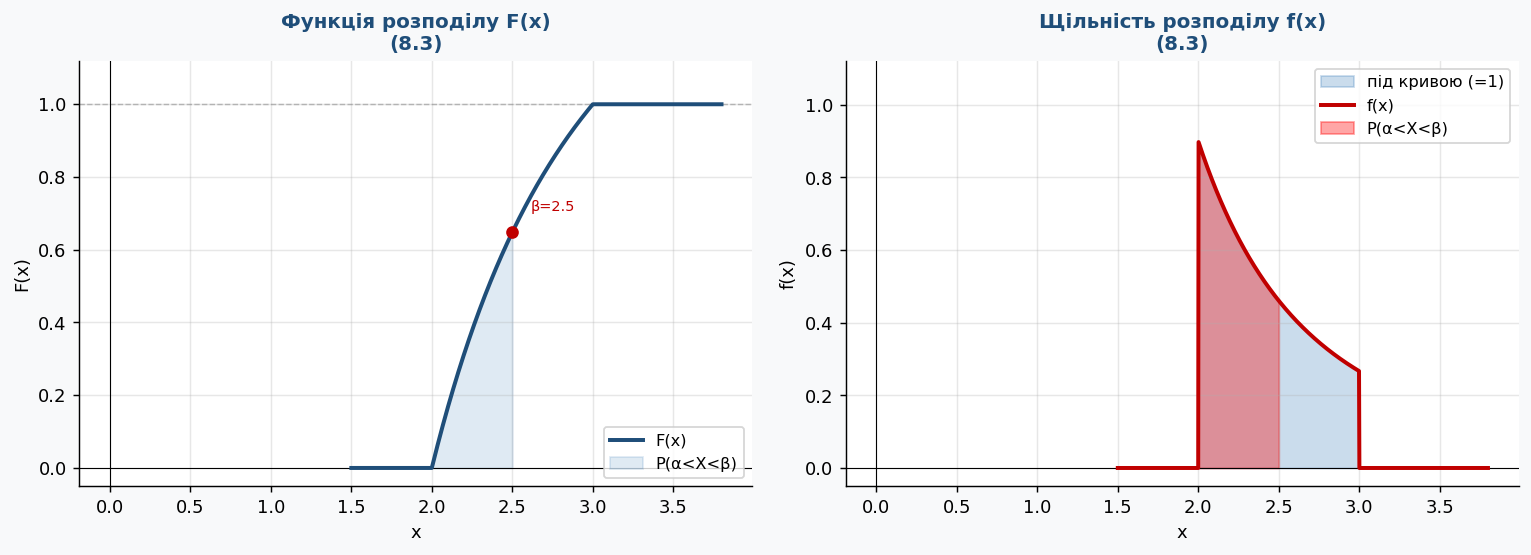 Функція розподілу F(x)
(8.3)
F(x)
1.0
0.8
0.6
0.4
0.2
0.0
β=2.5
F(x)
P(α<X<β)
0.0 0.5 1.0 1.5 2.0 2.5 3.0 3.5
x
Щільність розподілу f(x)
(8.3)
f(x)
1.0
0.8
0.6
0.4
0.2
0.0
під кривою (=1)
f(x)
P(α<X<β)
0.0 0.5 1.0 1.5 2.0 2.5 3.0 3.5
x